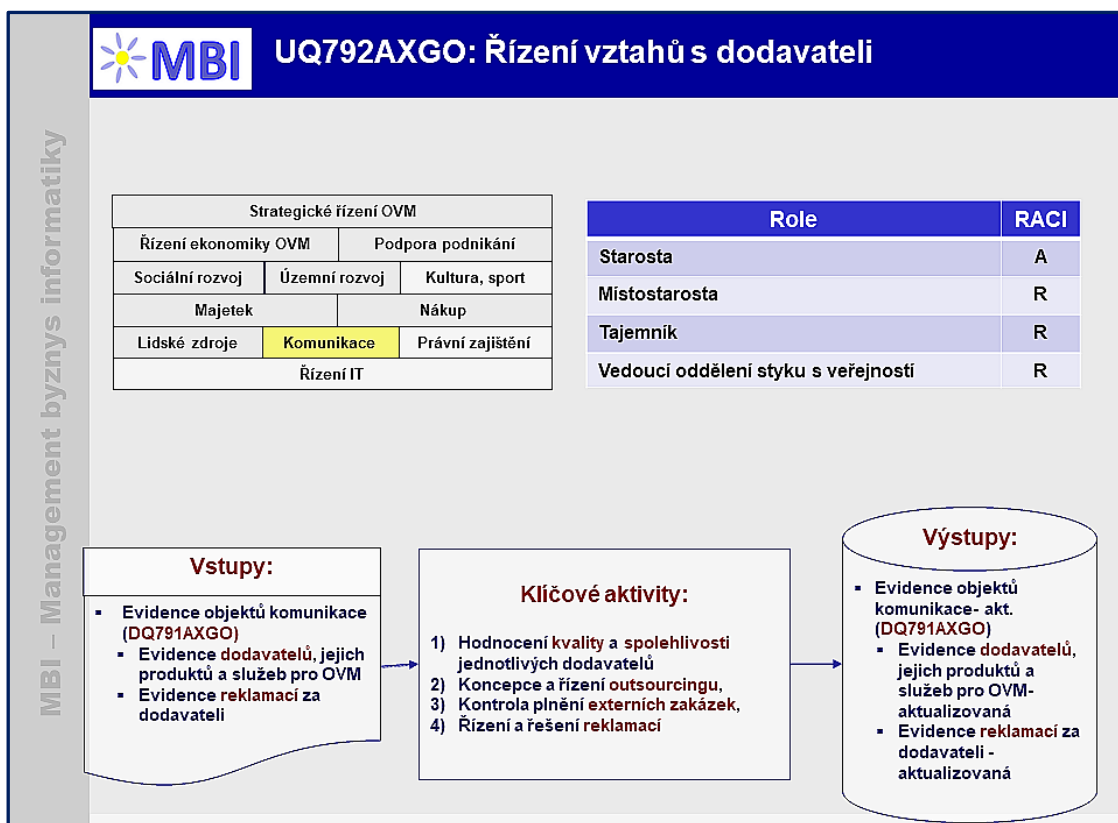 MBI
UQ792AXGO: Řízení vztahů s dodavateli
MBI – Management byznys informatiky
Strategické řízení OVM
Řízení ekonomiky OVM
Podpora podnikání
Sociální rozvoj
Územní rozvoj
Kultura, sport
Majetek
Nákup
Lidské zdroje
Komunikace
Právní zajištění
Řízení IT
Role RACI
Starosta A
Místostarosta R
Tajemník R
Vedoucí oddělení styku s veřejností R
Vstupy:
▪ Evidence objektů komunikace
(DQ791AXGO)
▪ Evidence dodavatelů, jejich
produktů a služeb pro OVM
▪ Evidence reklamací za
dodavateli
Klíčové aktivity:
1) Hodnocení kvality a spolehlivosti
jednotlivých dodavatelů
2) Koncepce a řízení outsourcingu,
3) Kontrola plnění externích zakázek,
4) Řízení a řešení reklamací
Výstupy:
▪ Evidence objektů
komunikace- akt.
(DQ791AXGO)
▪ Evidence dodavatelů,
jejich produktů a
služeb pro OVM-
aktualizovaná
▪ Evidence reklamací za
dodavateli -
aktualizovaná